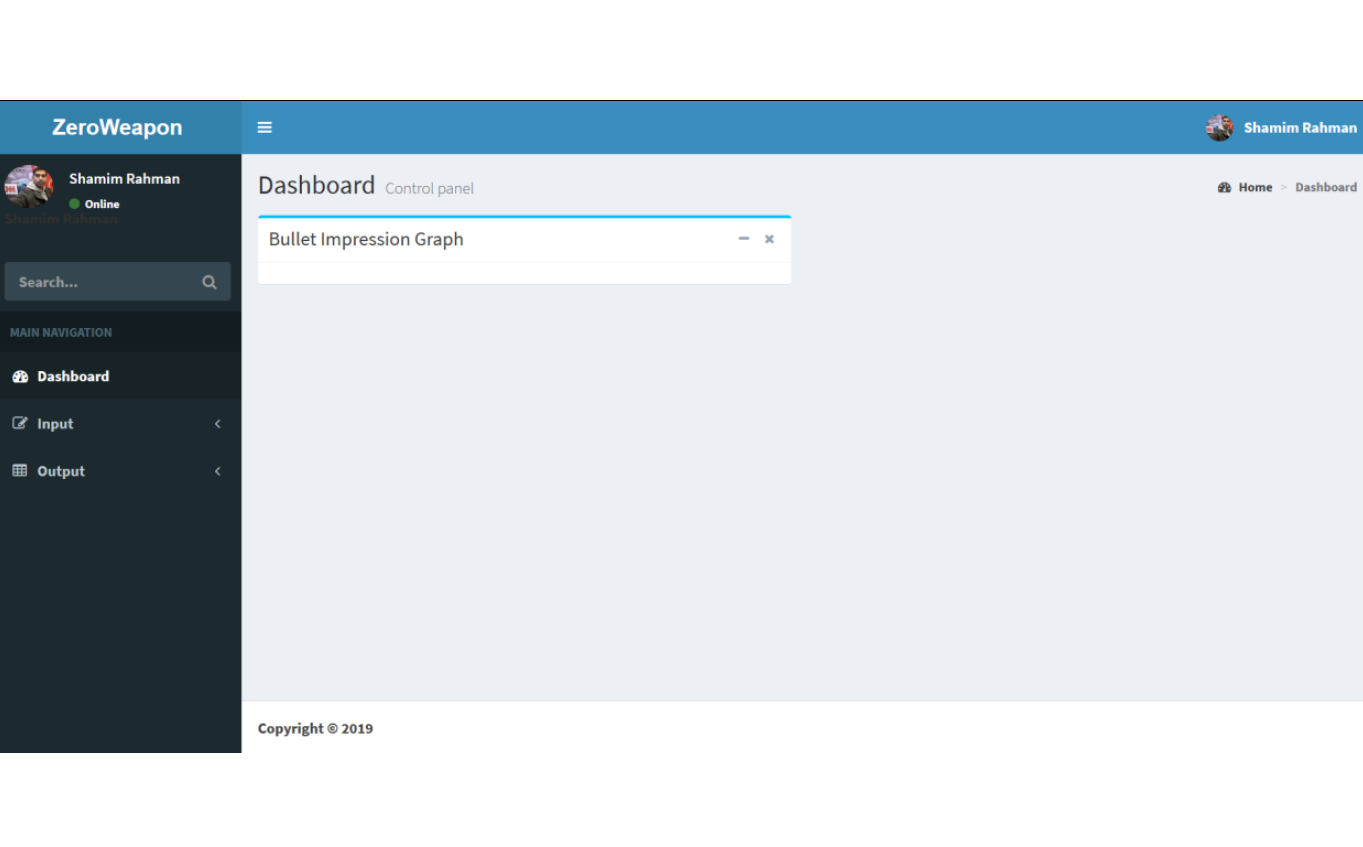 ZeroWeapon
Shamim Rahman
Shamim Rahman
Online
Shamim Rahman
Search...
MAIN NAVIGATION
Dashboard
Input
Output
Dashboard Control panel
Home > Dashboard
Bullet Impression Graph
Copyright © 2019